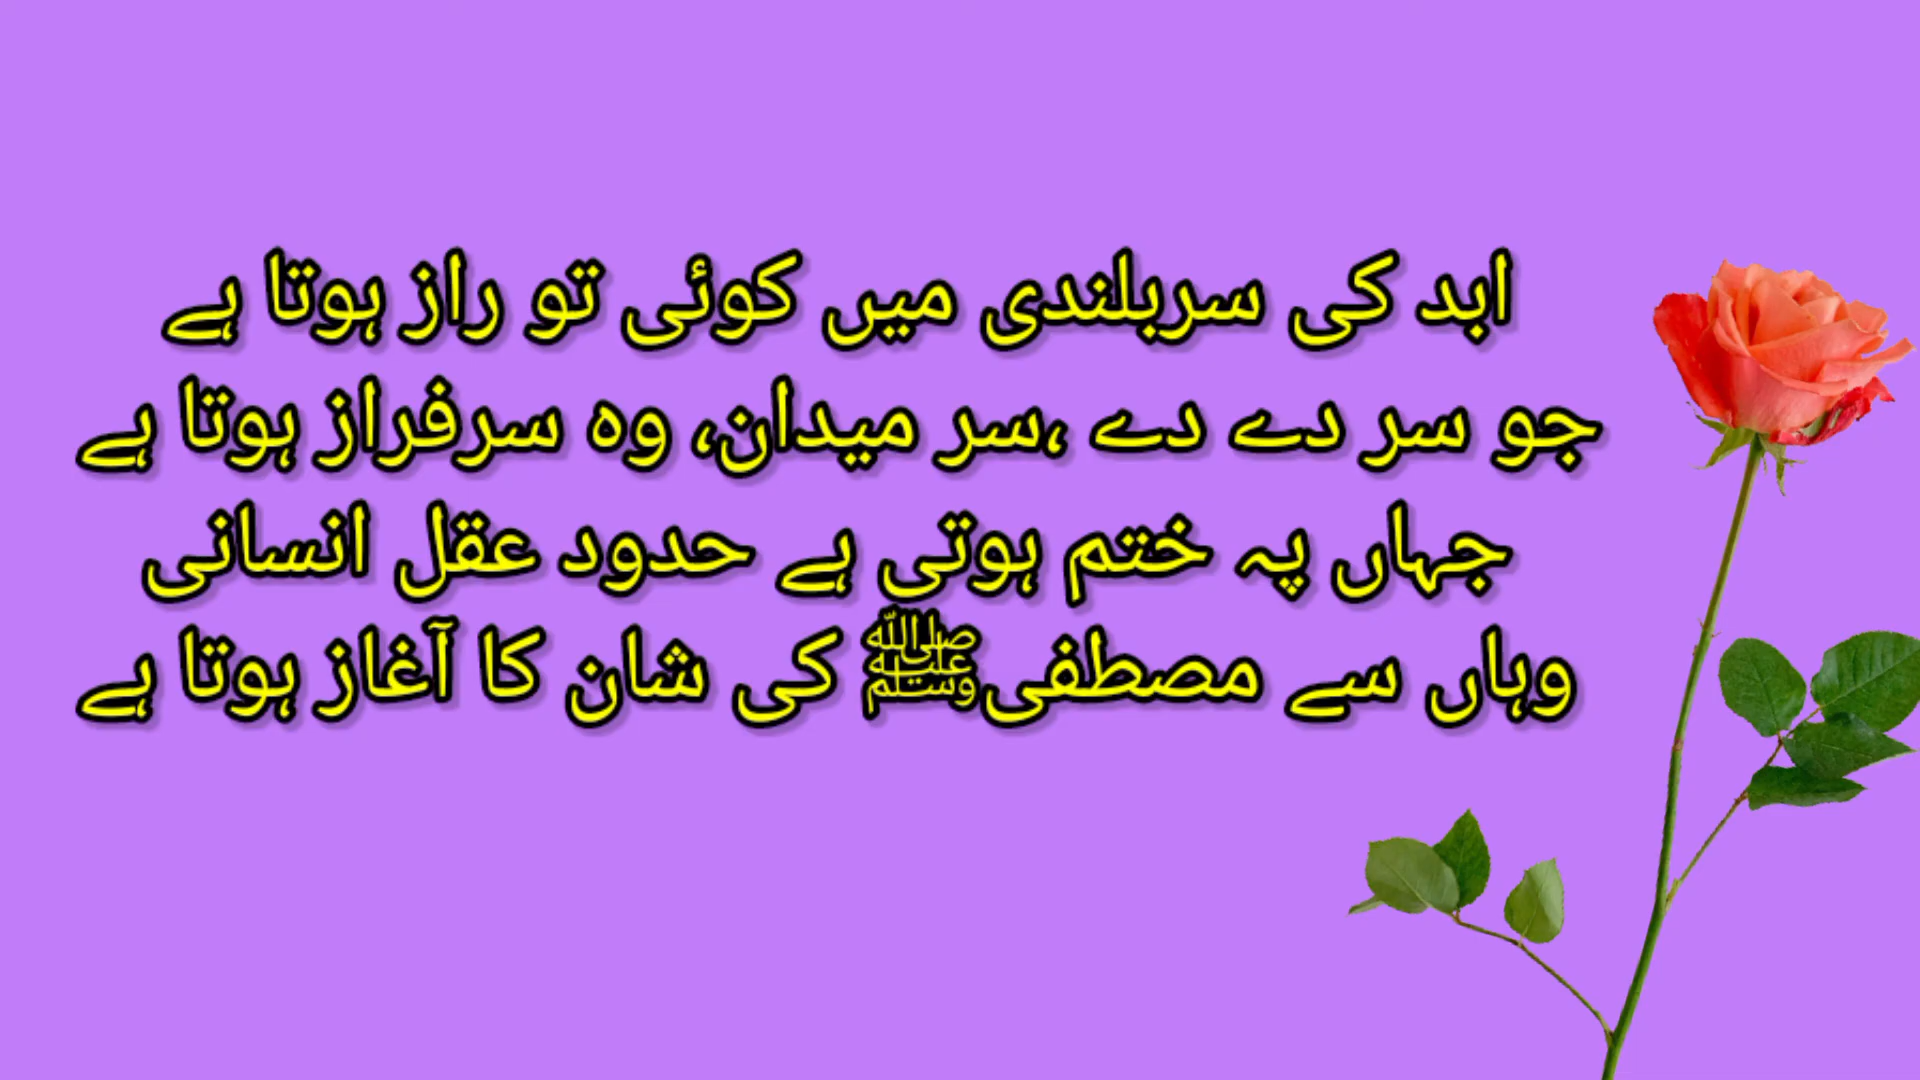 ابد کی سربلندی میں کوئی تو راز ہوتا ہے
جو سر دے دے ،سر میدان، وہ سرفراز ہوتا ہے
جہاں پہ ختم ہوتی ہے حدود عقل انسانی
وہاں سے مصطفیﷺ کی شان کا آغاز ہوتا ہے